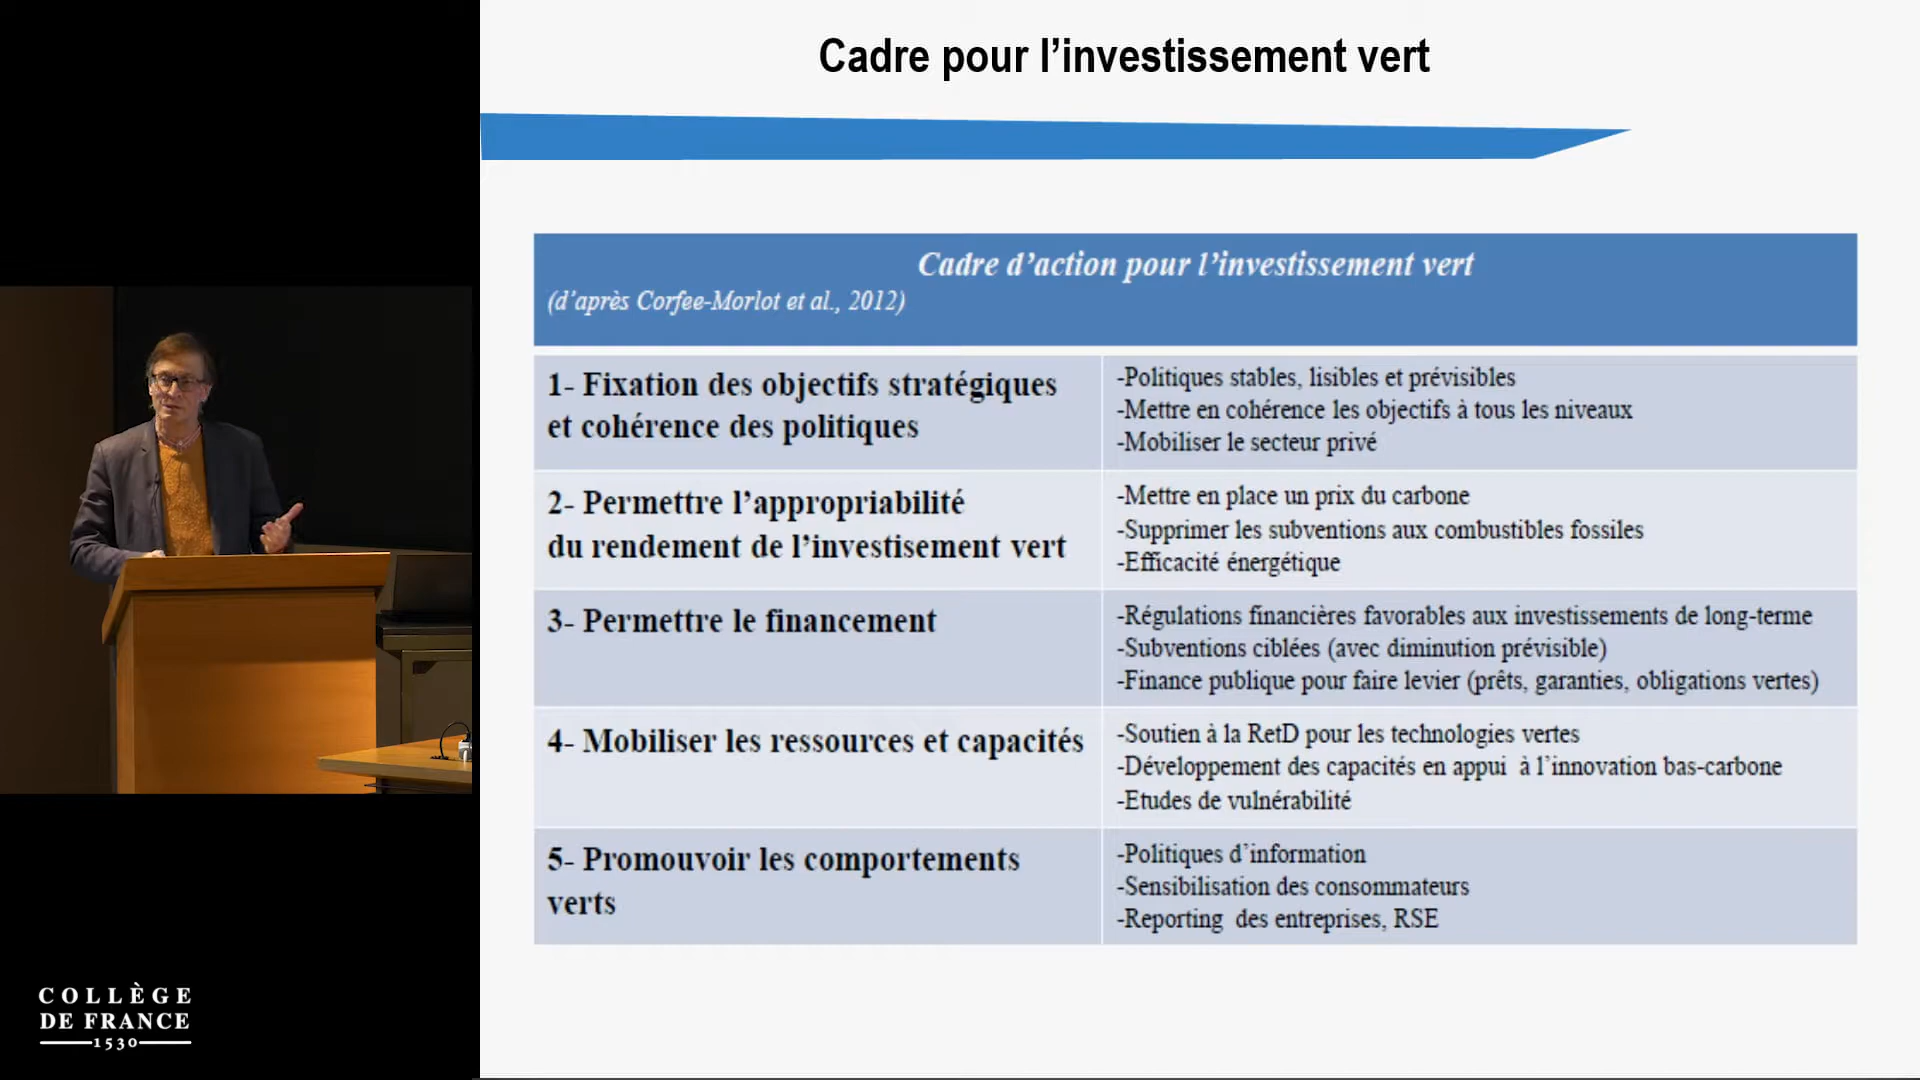 Cadre pour l’investissement vert
Cadre d’action pour l’investissement vert
(d’après Corfee-Morlot et al., 2012)
1- Fixation des objectifs stratégiques
et cohérence des politiques
-Politiques stables, lisibles et prévisibles
-Mettre en cohérence les objectifs à tous les niveaux
-Mobiliser le secteur privé
2- Permettre l’appropriabilité
du rendement de l’investisement vert
-Mettre en place un prix du carbone
-Supprimer les subventions aux combustibles fossiles
-Efficacité énergétique
3- Permettre le financement
-Régulations financières favorables aux investissements de long-terme
-Subventions ciblées (avec diminution prévisible)
-Finance publique pour faire levier (prêts, garanties, obligations vertes)
4- Mobiliser les ressources et capacités
-Soutien à la RetD pour les technologies vertes
-Développement des capacités en appui à l’innovation bas-carbone
-Etudes de vulnérabilité
5- Promouvoir les comportements
verts
-Politiques d’information
-Sensibilisation des consommateurs
-Reporting des entreprises, RSE
COLLÈGE
DE FRANCE
1530